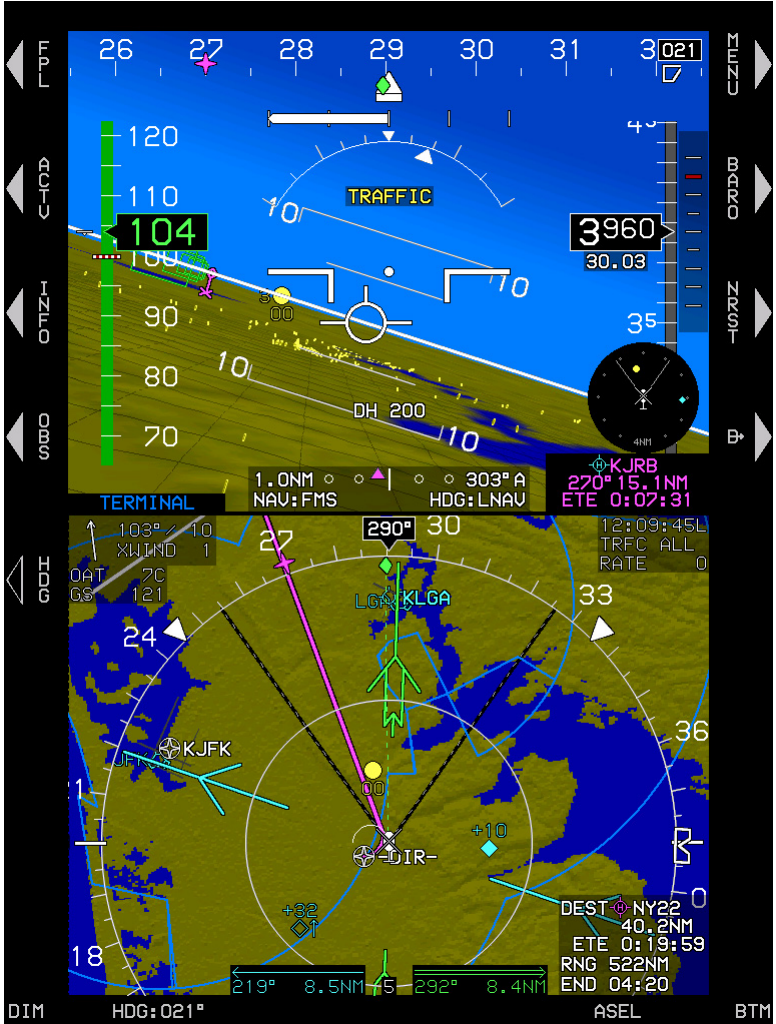 26 27 28 29 30 31 021
FPL
MENU
120
ACTV
BARO
110
TRAFFIC
10
104
3960
100
30.03
10
INFO
NRST
00
90
35
10
80
OBS
DH 200
10
4NM
70
KJRB
1.0NM 303°A
270° 15.1NM
NAV:FMS HDG:LNAV
ETE 0:07:31
TERMINAL
103°/ 10
290° 30
12:09:45L
XWIND 1
27
TRFC ALL
OAT 7C
RATE 0
GS 121
HDG
KLGA
33
24
36
KJFK
00
+10
-DIR-
0
+32
DEST NY22
40.2NM
ETE 0:19:59
18
RNG 522NM
219° 8.5NM 5 292° 8.4NM
END 04:20
DIM HDG:021° ASEL BTM